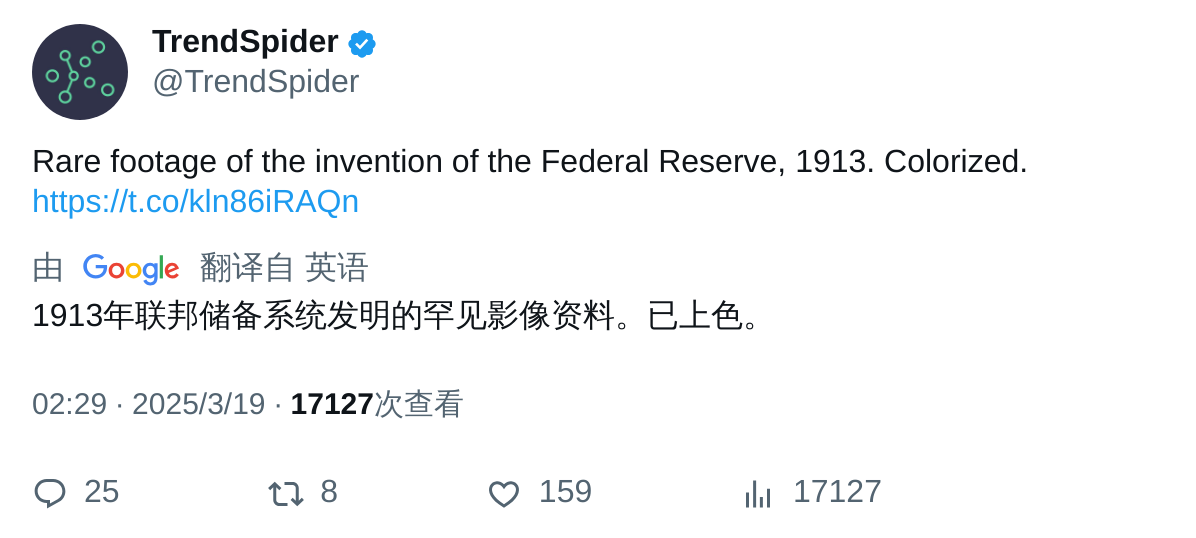 TrendSpider
@TrendSpider
Rare footage of the invention of the Federal Reserve, 1913. Colorized.
https://t.co/kln86iRAQn
由 Google 翻译自 英语
1913年联邦储备系统发明的罕见影像资料。已上色。
02:29 · 2025/3/19 · 17127次查看
25 8 159 17127